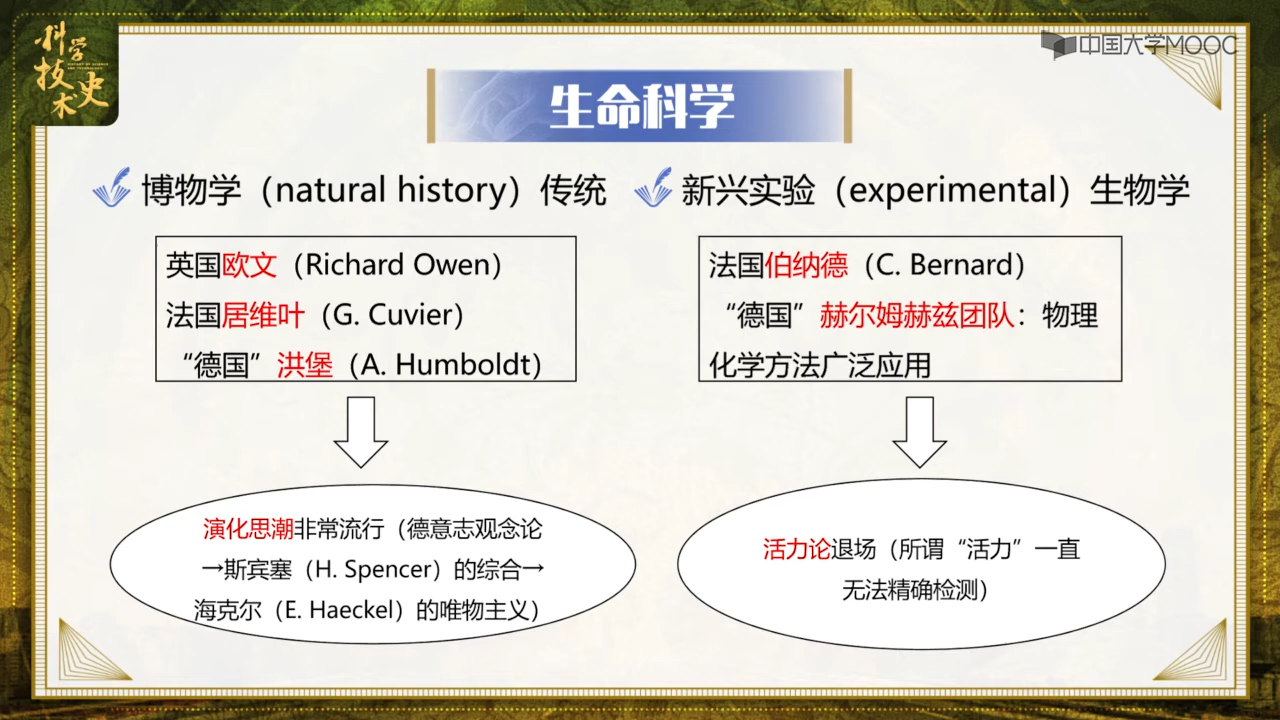 科学技术史
HISTORY OF SCIENCE AND TECHNOLOGY
中国大学MOOC
生命科学
博物学（natural history）传统
英国欧文（Richard Owen）
法国居维叶（G. Cuvier）
“德国”洪堡（A. Humboldt）
演化思潮非常流行（德意志观念论
→斯宾塞（H. Spencer）的综合→
海克尔（E. Haeckel）的唯物主义）
新兴实验（experimental）生物学
法国伯纳德（C. Bernard）
“德国”赫尔姆赫兹团队：物理
化学方法广泛应用
活力论退场（所谓“活力”一直
无法精确检测）